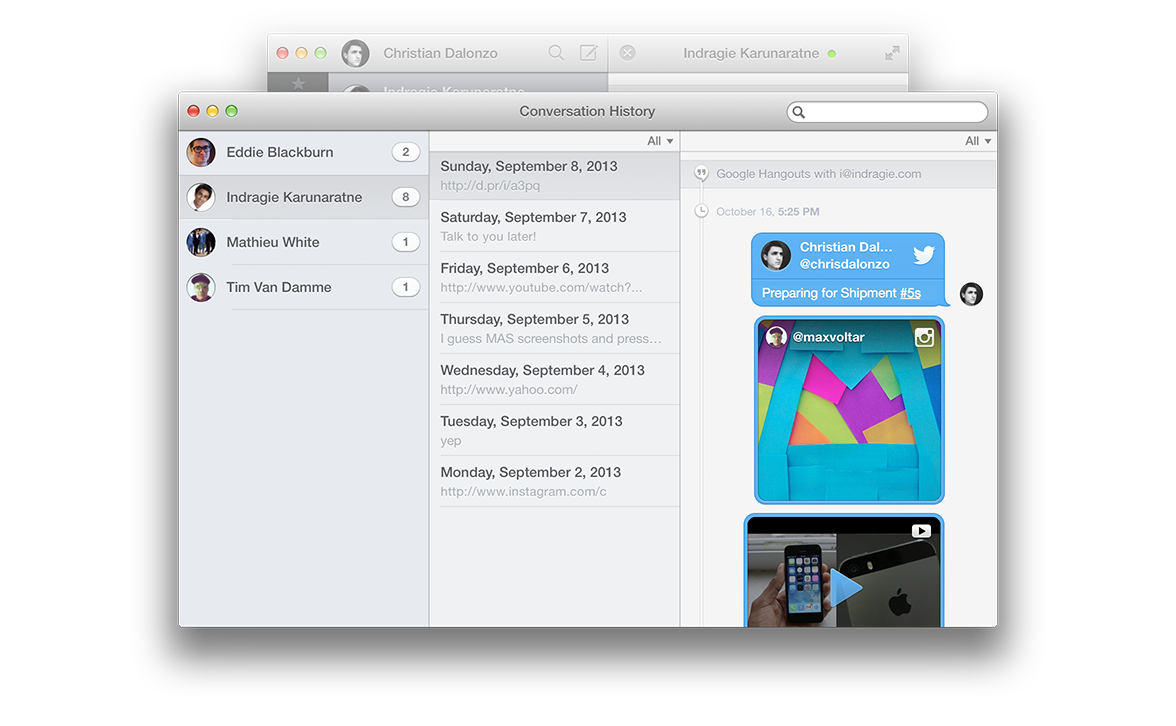 Christian Dalonzo
Indragie Karunaratne
Indragie Karunaratne
Conversation History
Eddie Blackburn
2
Indragie Karunaratne
8
Mathieu White
1
Tim Van Damme
1
All
Sunday, September 8, 2013
http://d.pr/i/a3pq
Saturday, September 7, 2013
Talk to you later!
Friday, September 6, 2013
http://www.youtube.com/watch?...
Thursday, September 5, 2013
I guess MAS screenshots and press...
Wednesday, September 4, 2013
http://www.yahoo.com/
Tuesday, September 3, 2013
yep
Monday, September 2, 2013
http://www.instagram.com/c
All
Google Hangouts with i@indragie.com
October 16, 5:25 PM
Christian Dal...
@chrisdalonzo
Preparing for Shipment #5s
@maxvoltar